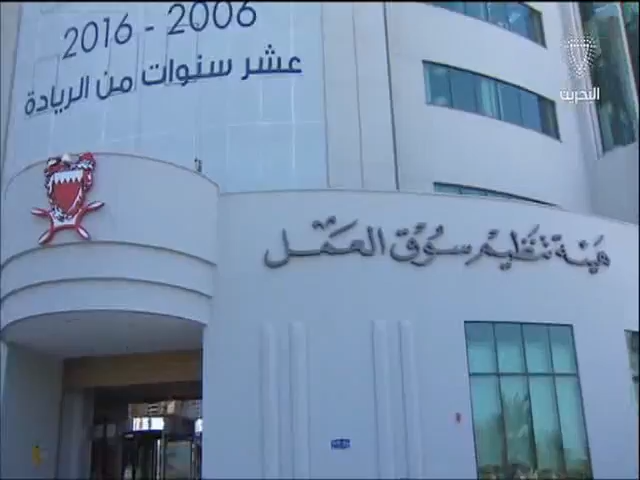 2016 - 2006
عشر سنوات من الريادة
البحرين
هيئة تنظيم سوق العمل